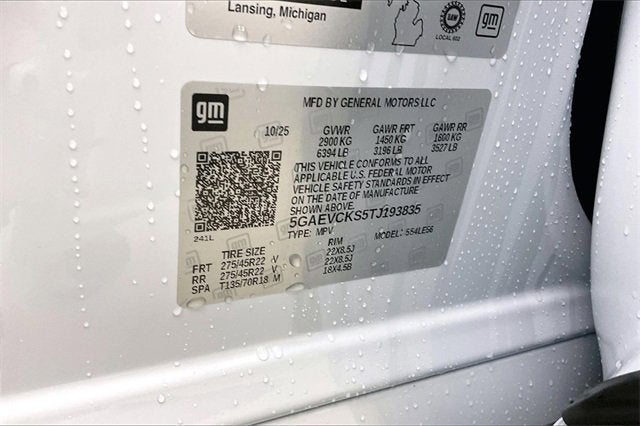 Lansing, Michigan
UAW
LOCAL 602
gm
gm
MFD BY GENERAL MOTORS LLC
10/25 GVWR GAWR FRT GAWR RR
2900 KG 1450 KG 1600 KG
6394 LB 3196 LB 3527 LB
THIS VEHICLE CONFORMS TO ALL
APPLICABLE U.S. FEDERAL MOTOR
VEHICLE SAFETY STANDARDS IN EFFECT
ON THE DATE OF MANUFACTURE
SHOWN ABOVE.
5GAEVCKS5TJ193835
TYPE: MPV MODEL: 554LE56
241L
TIRE SIZE RIM
FRT 275/45R22 V 22X8.5J
RR 275/45R22 V 22X8.5J
SPA T135/70R18 M 18X4.5B